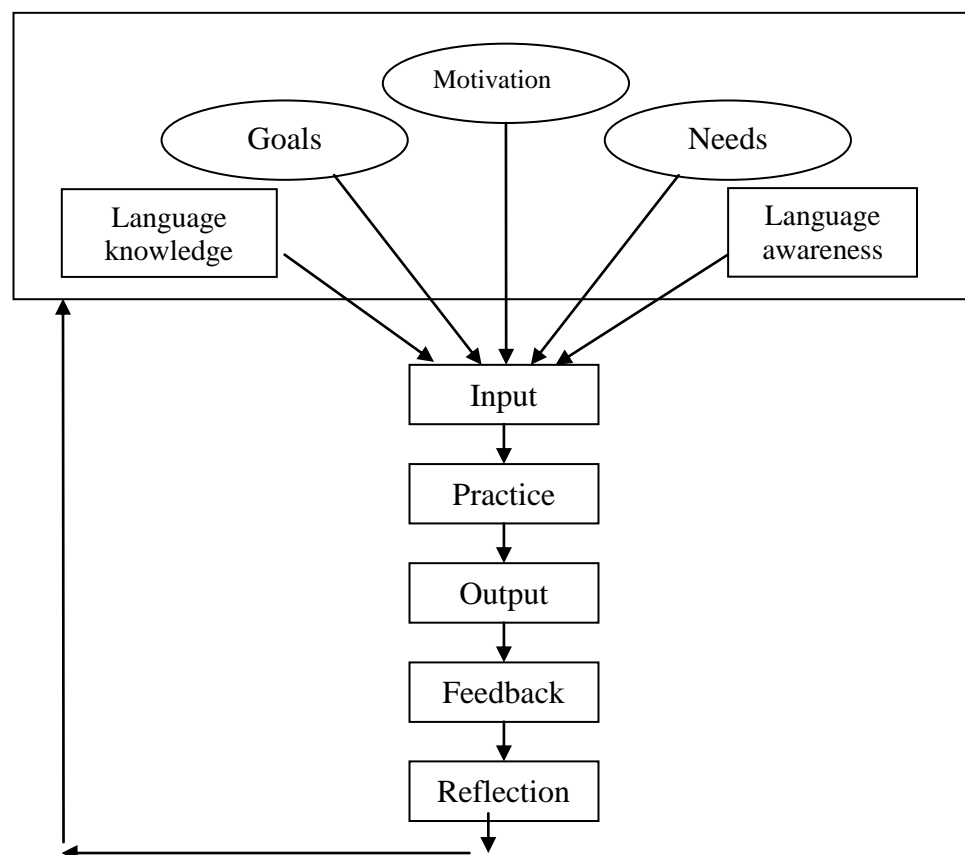 Motivation
Goals
Needs
Language
knowledge
Language
awareness
Input
Practice
Output
Feedback
Reflection